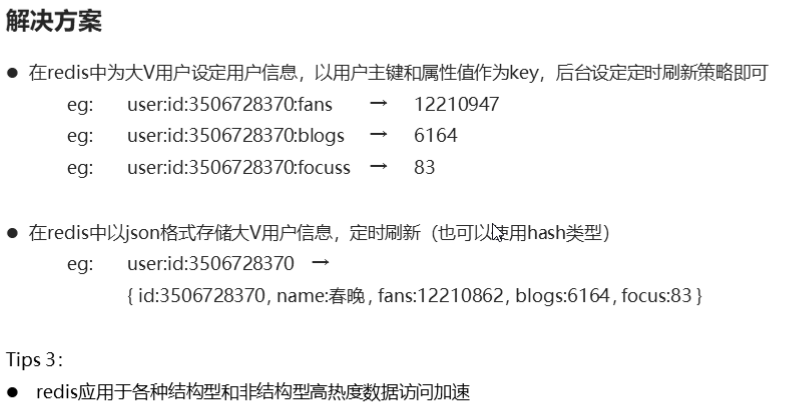 解决方案
● 在redis中为大V用户设定用户信息，以用户主键和属性值作为key，后台设定定时刷新策略即可
eg: user:id:3506728370:fans → 12210947
eg: user:id:3506728370:blogs → 6164
eg: user:id:3506728370:focuss → 83
● 在redis中以json格式存储大V用户信息，定时刷新（也可以使用hash类型）
eg: user:id:3506728370 →
{ id:3506728370, name:春晚, fans:12210862, blogs:6164, focus:83 }
Tips 3：
● redis应用于各种结构型和非结构型高热度数据访问加速